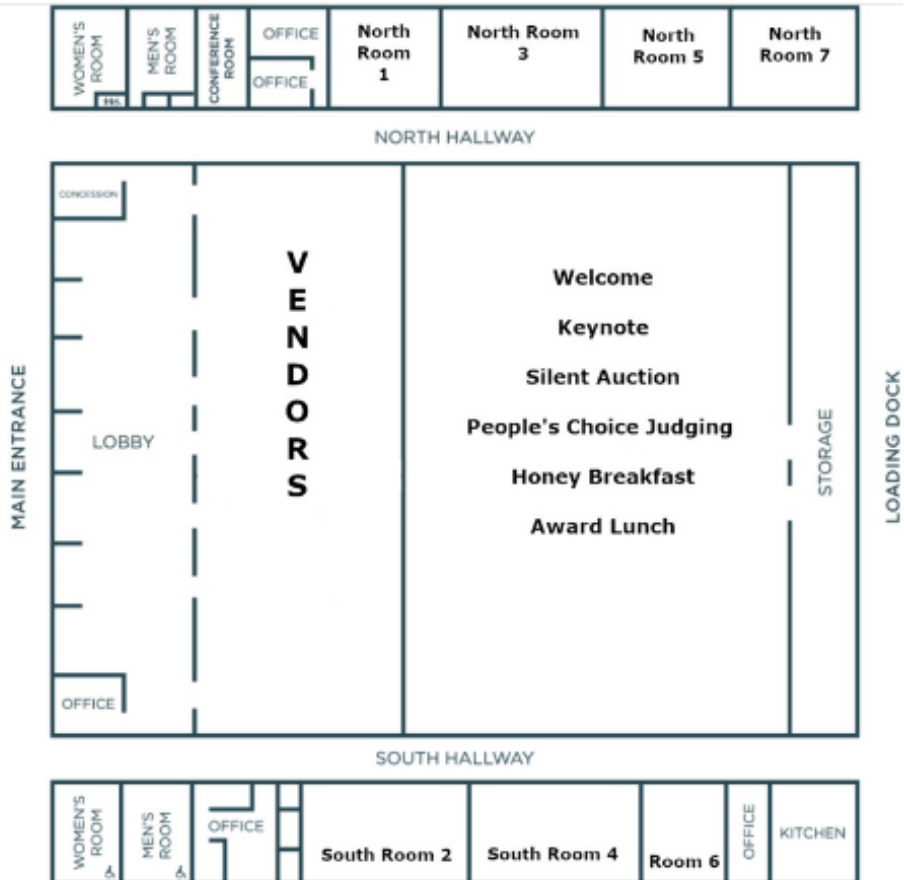 WOMEN'S
ROOM
MEN'S
ROOM
CONFERENCE
ROOM
OFFICE
OFFICE
North
Room
1
North Room
3
North
Room 5
North
Room 7
NORTH HALLWAY
CONCESSION
MAIN ENTRANCE
LOBBY
VENDORS
Welcome
Keynote
Silent Auction
People's Choice Judging
Honey Breakfast
Award Lunch
STORAGE
LOADING DOCK
OFFICE
SOUTH HALLWAY
WOMEN'S
ROOM
MEN'S
ROOM
OFFICE
South Room 2
South Room 4
Room 6
OFFICE
KITCHEN